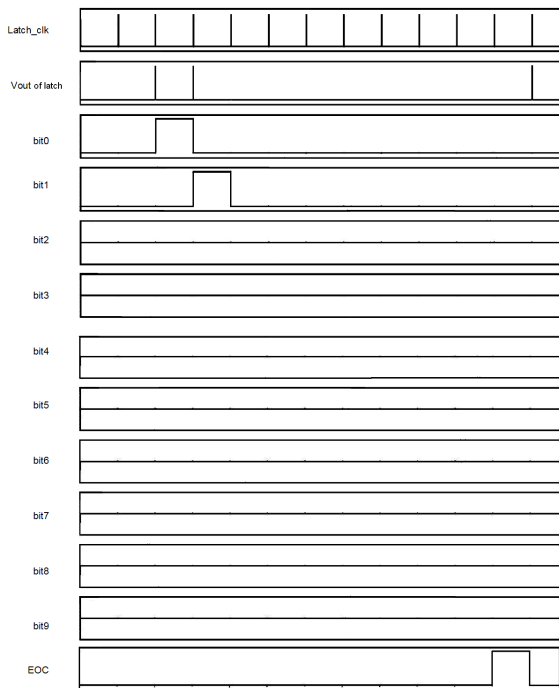 Latch_clk
Vout of latch
bit0
bit1
bit2
bit3
bit4
bit5
bit6
bit7
bit8
bit9
EOC